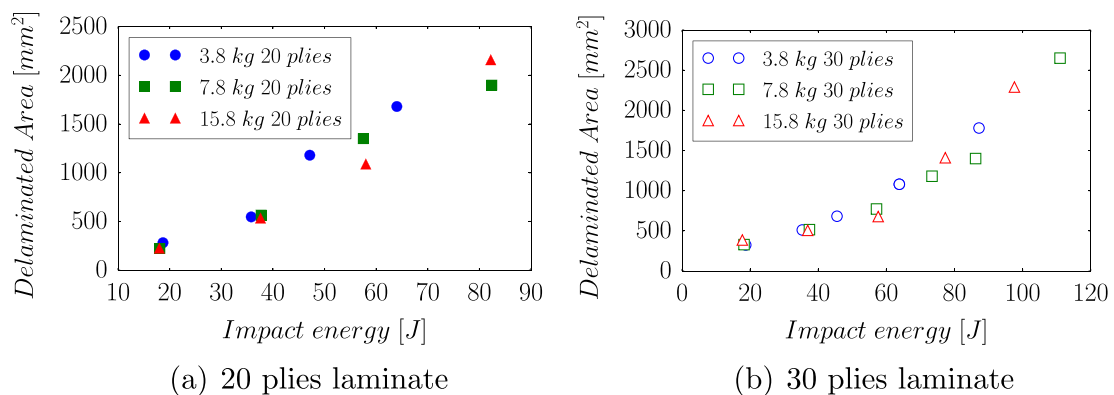 Delaminated Area [mm²]
2500
2000
1500
1000
500
0
3.8 kg 20 plies
7.8 kg 20 plies
15.8 kg 20 plies
10 20 30 40 50 60 70 80 90
Impact energy [J]
(a) 20 plies laminate
Delaminated Area [mm²]
3000
2500
2000
1500
1000
500
0
3.8 kg 30 plies
7.8 kg 30 plies
15.8 kg 30 plies
0 20 40 60 80 100 120
Impact energy [J]
(b) 30 plies laminate